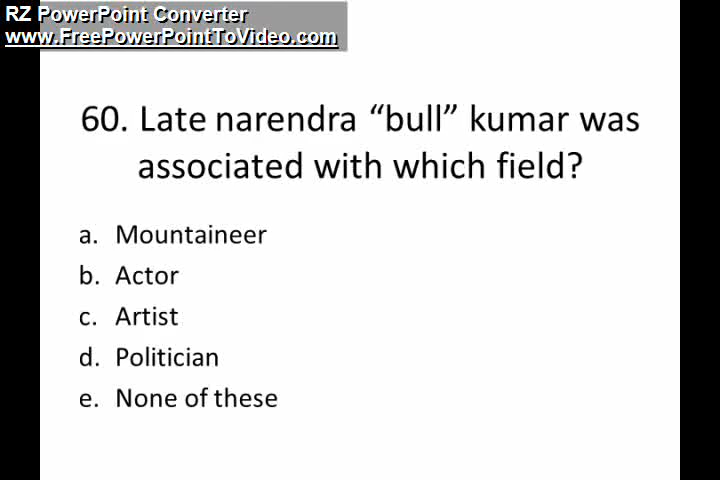 RZ PowerPoint Converter
www.FreePowerPointToVideo.com
60. Late narendra “bull” kumar was
associated with which field?
a. Mountaineer
b. Actor
c. Artist
d. Politician
e. None of these